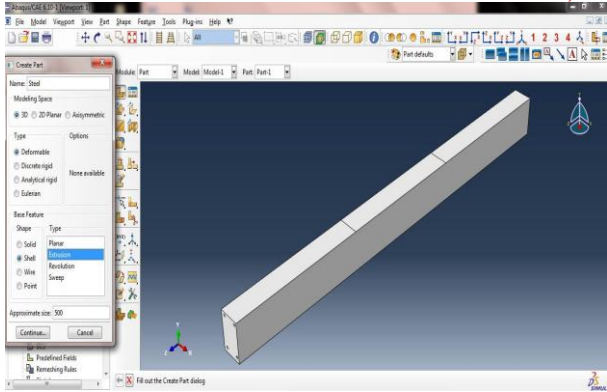 Abaqus/CAE 6.10-1 [Viewport: 1]
File Model Viewport View Part Shape Feature Tools Plug-ins Help
All
Part defaults
1 2 3 4
Module: Part Model: Model-1 Part: Part-1
Create Part
Name: Steel
Modeling Space
3D 2D Planar Axisymmetric
Type Options
Deformable
Discrete rigid
Analytical rigid
Eulerian
None available
Base Feature
Shape Type
Solid
Shell
Wire
Point
Planar
Extrusion
Revolution
Sweep
Approximate size: 500
Continue... Cancel
BCs
Predefined Fields
Remeshing Rules
Fill out the Create Part dialog
Y
Z X